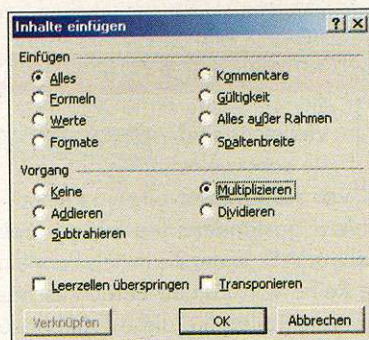 Inhalte einfügen
Einfügen
Alles Kommentare
Formeln Gültigkeit
Werte Alles außer Rahmen
Formate Spaltenbreite
Vorgang
Keine Multiplizieren
Addieren Dividieren
Subtrahieren
Leerzellen überspringen Transponieren
Verknüpfen OK Abbrechen